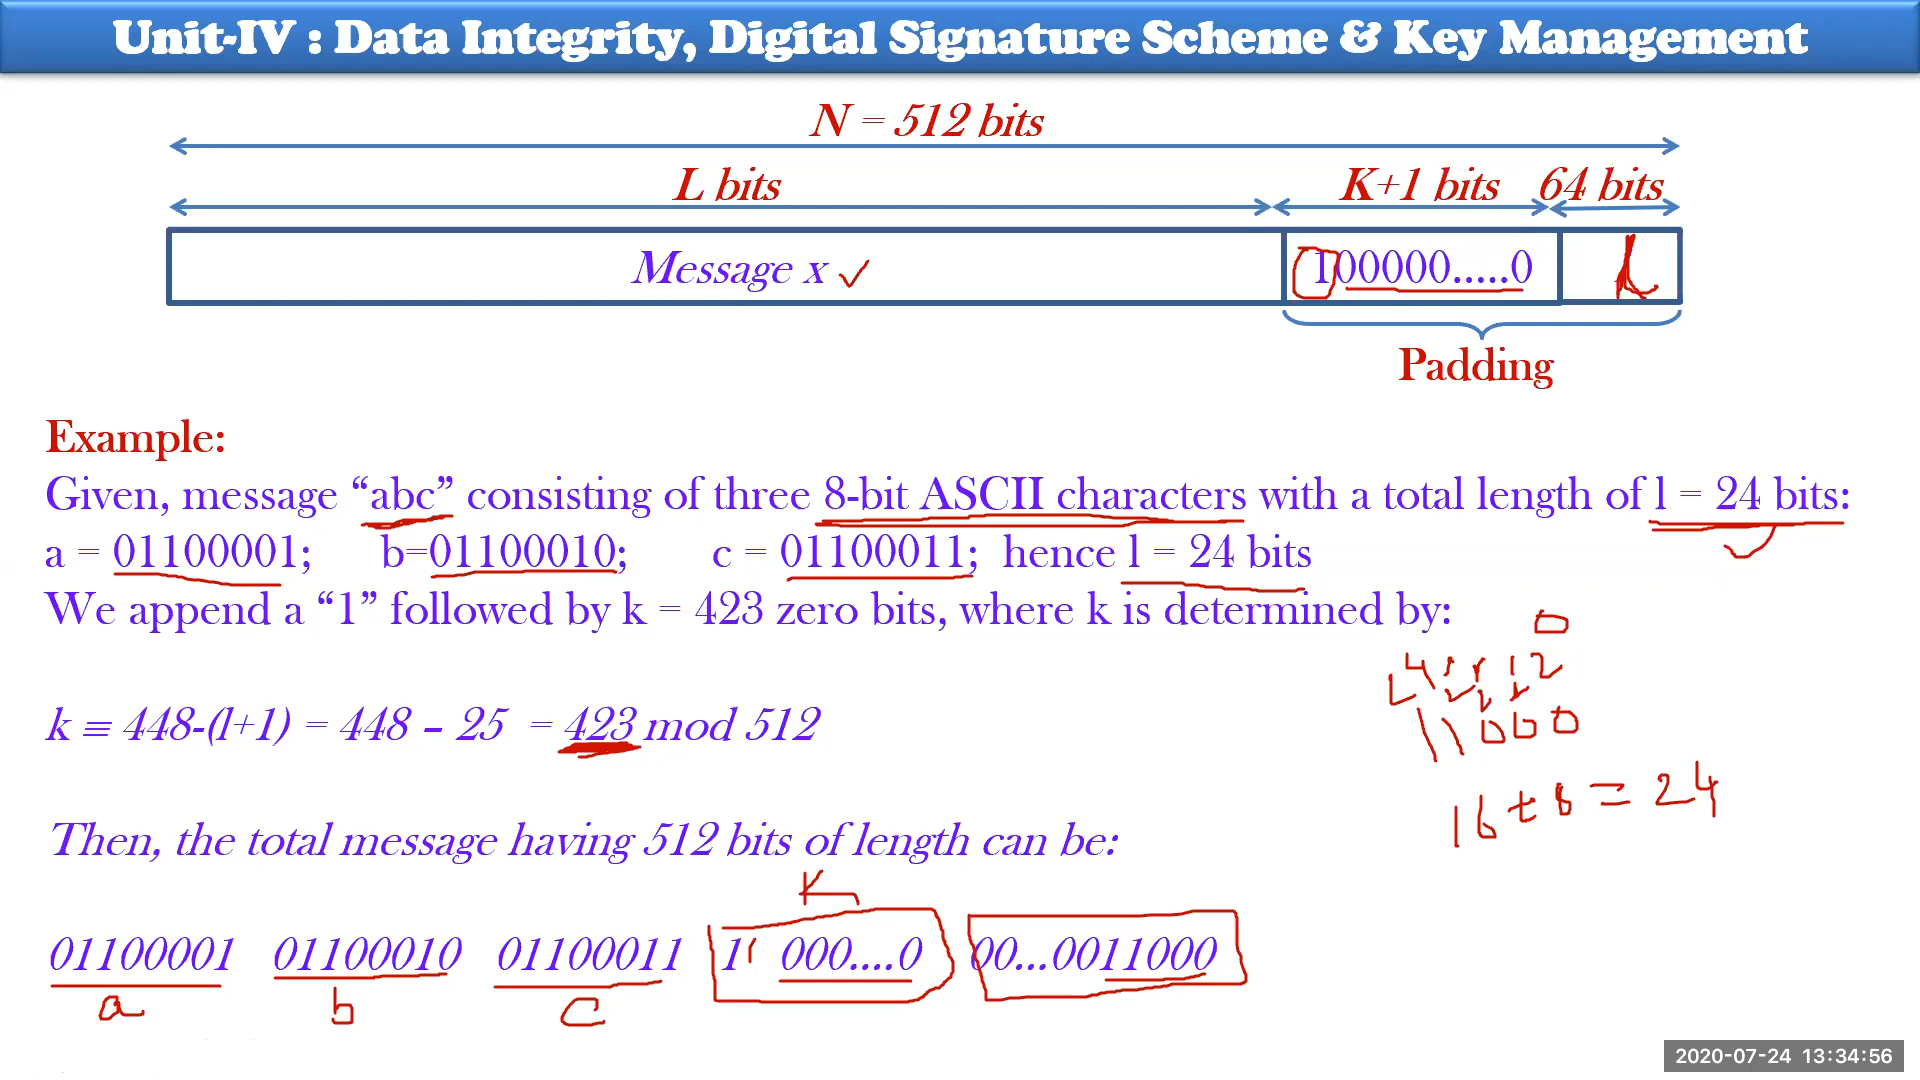 Unit-IV : Data Integrity, Digital Signature Scheme & Key Management
N = 512 bits
L bits K+1 bits 64 bits
Message x 100000.....0 l
Padding
Example:
Given, message “abc” consisting of three 8-bit ASCII characters with a total length of l = 24 bits:
a = 01100001; b=01100010; c = 01100011; hence l = 24 bits
We append a “1” followed by k = 423 zero bits, where k is determined by:
k ≡ 448-(l+1) = 448 – 25 = 423 mod 512
11000
16 + 8 = 24
Then, the total message having 512 bits of length can be:
K
01100001 01100010 01100011 1 000....0 00...0011000
a b c
2020-07-24 13:34:56